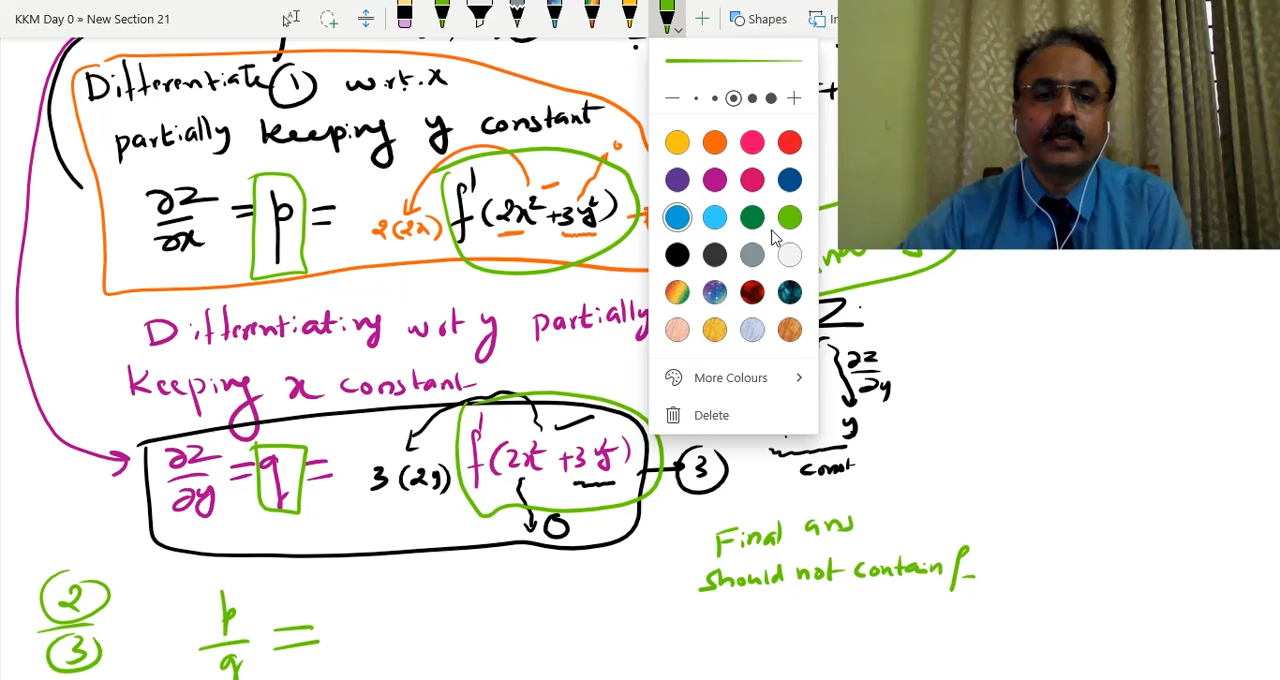 KKM Day 0 » New Section 21
Shapes
Differentiate ① w.r.t. x
partially keeping y constant
∂z/∂x = p = 2(2x) f'(2x² + 3y²)
0
Differentiating w.r.t y partially
keeping x constant
∂z/∂y = q = 3(2y) f'(2x² + 3y²) → ③
0
z
∂z/∂y
y
const
More Colours
Delete
Final ans
should not contain f
②/③ p/q =